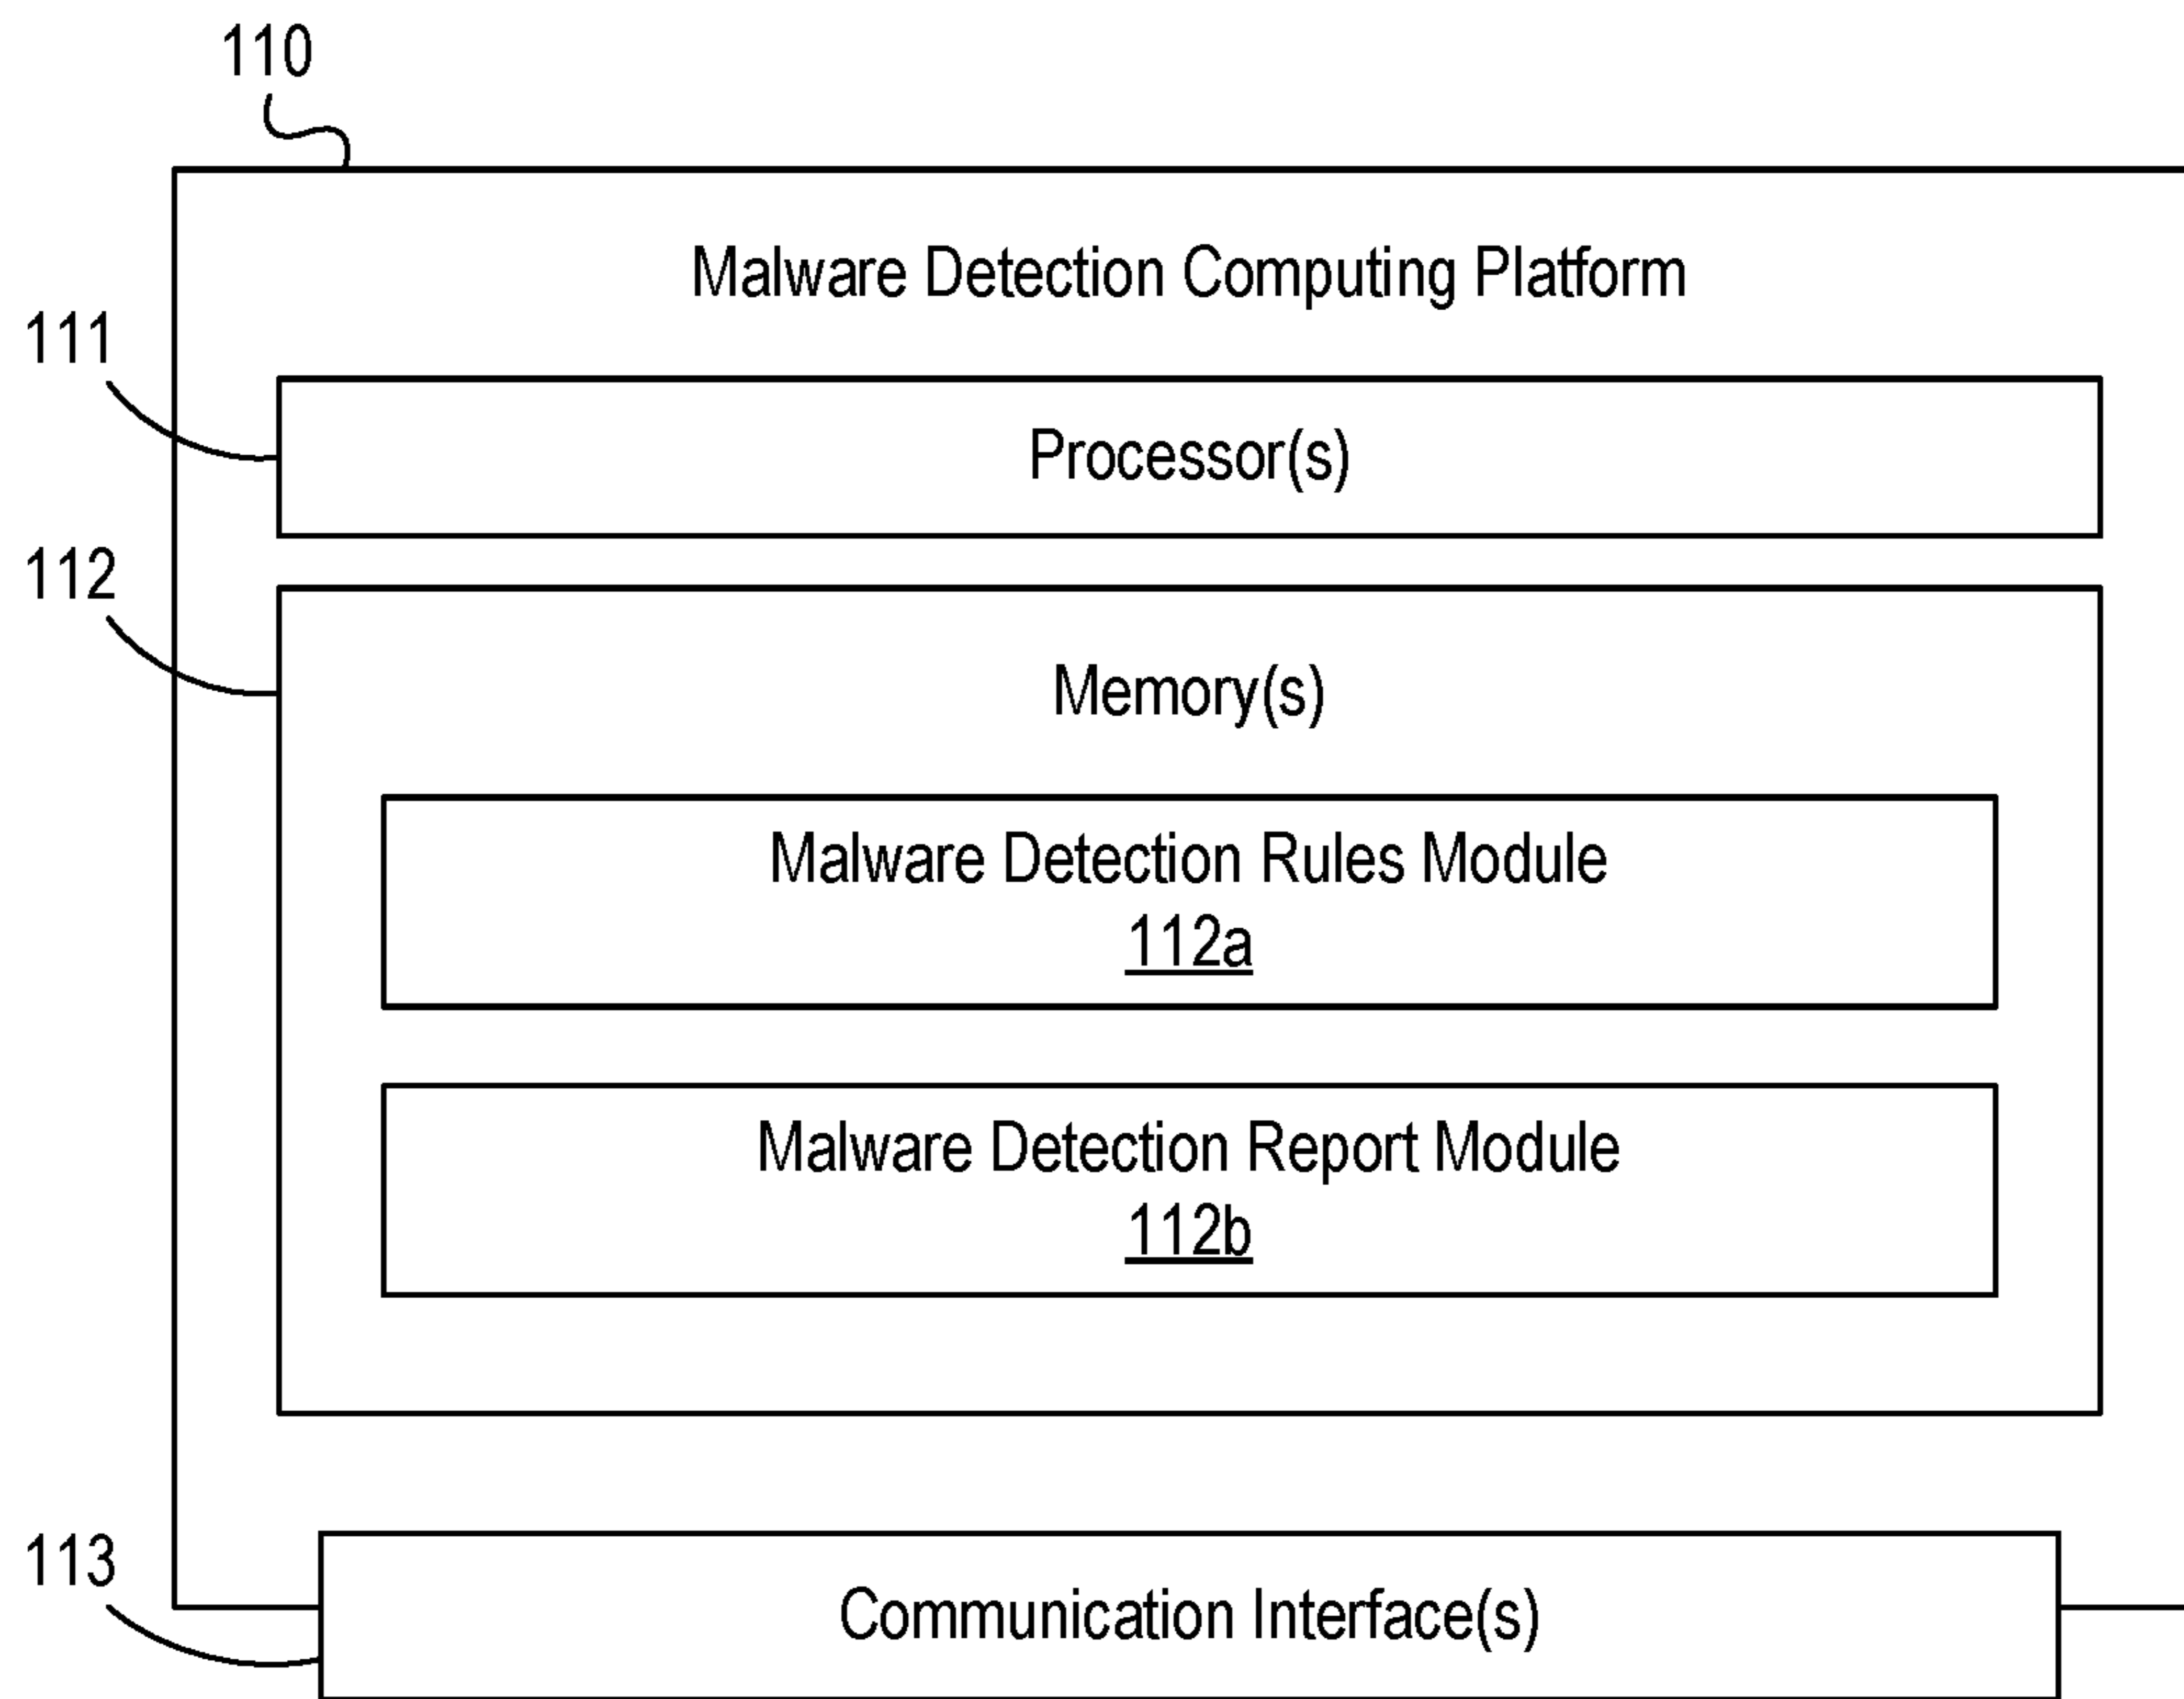 110
Malware Detection Computing Platform
111
Processor(s)
112
Memory(s)
Malware Detection Rules Module
112a
Malware Detection Report Module
112b
113
Communication Interface(s)